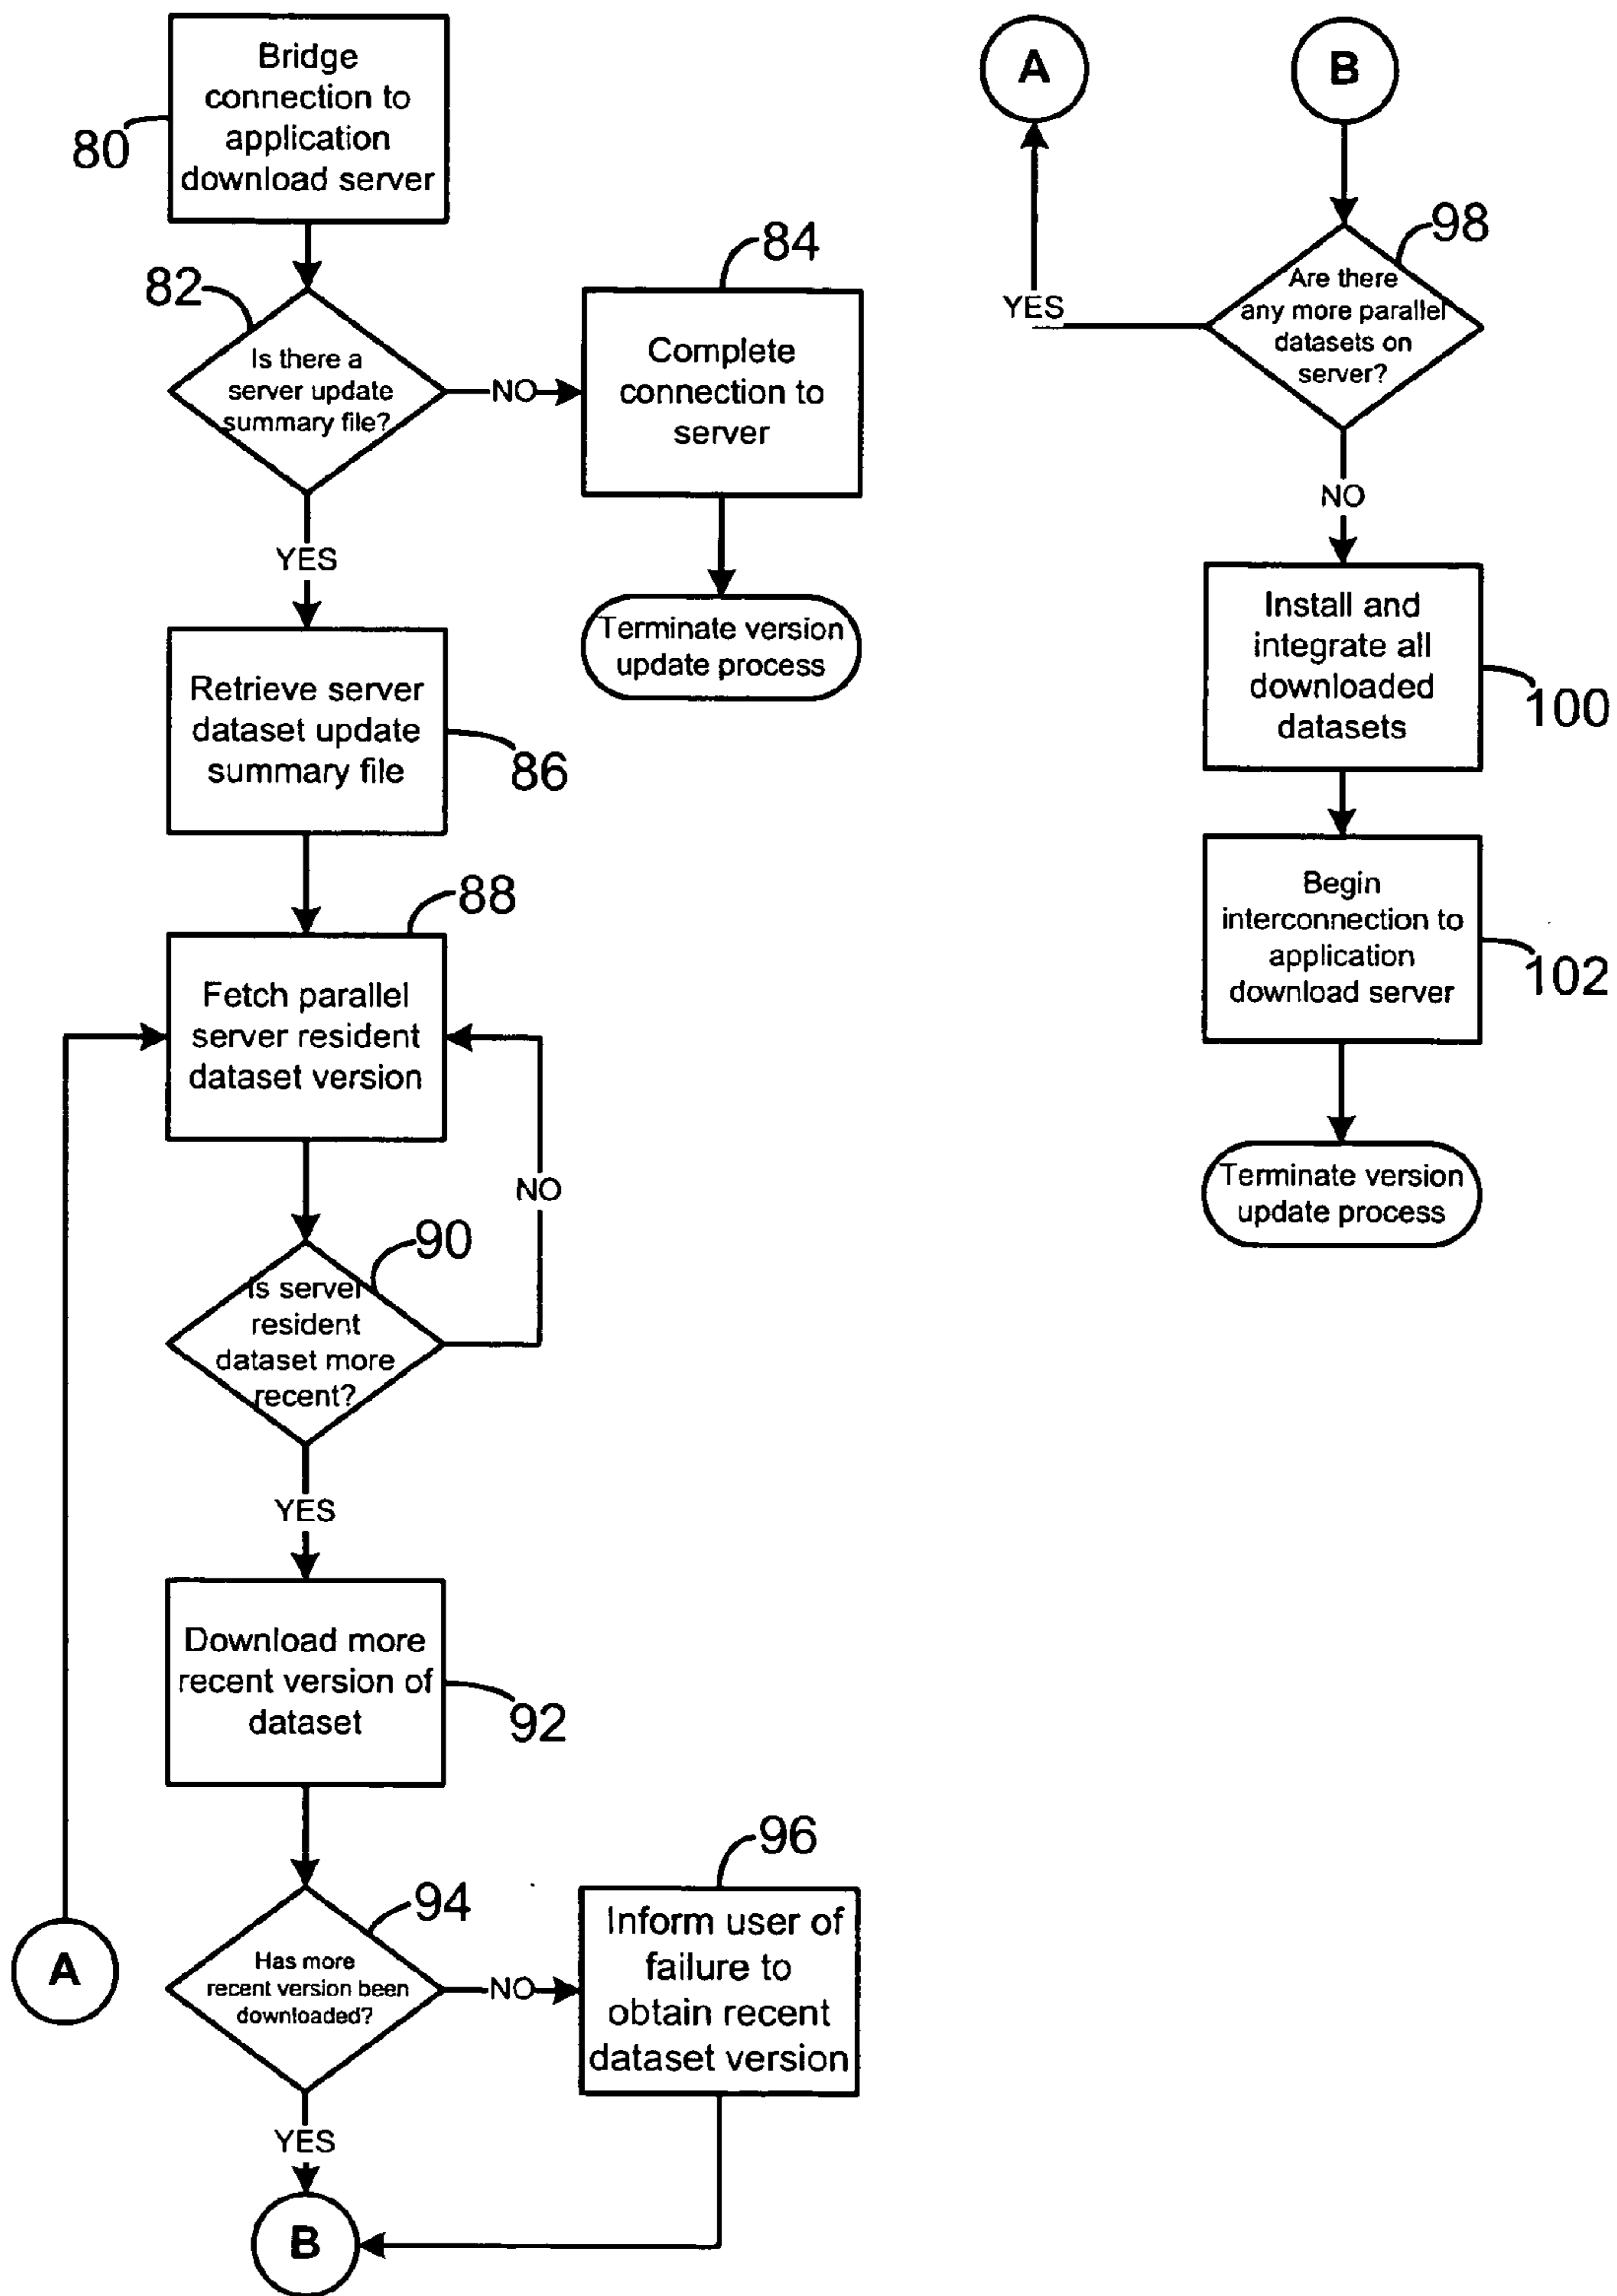 Bridge
connection to
application
download server
80
82
Is there a
server update
summary file?
NO
84
Complete
connection to
server
Terminate version
update process
YES
Retrieve server
dataset update
summary file
86
88
Fetch parallel
server resident
dataset version
NO
90
Is server
resident
dataset more
recent?
YES
Download more
recent version of
dataset
92
94
Has more
recent version been
downloaded?
NO
96
Inform user of
failure to
obtain recent
dataset version
YES
A
B
A
B
98
Are there
any more parallel
datasets on
server?
YES
NO
Install and
integrate all
downloaded
datasets
100
Begin
interconnection to
application
download server
102
Terminate version
update process